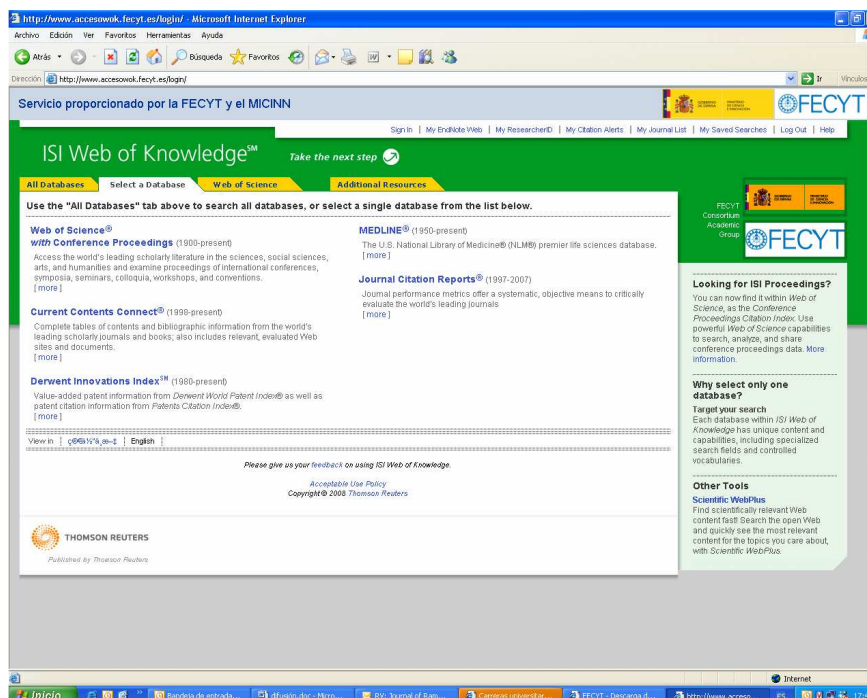 http://www.accesowok.fecyt.es/login/ - Microsoft Internet Explorer
Archivo Edición Ver Favoritos Herramientas Ayuda
Atrás Búsqueda Favoritos
Dirección http://www.accesowok.fecyt.es/login/ Ir Vínculos
Servicio proporcionado por la FECYT y el MICINN
FECYT
Sign In | My EndNote Web | My ResearcherID | My Citation Alerts | My Journal List | My Saved Searches | Log Out | Help
ISI Web of Knowledge℠ Take the next step
All Databases Select a Database Web of Science Additional Resources
Use the "All Databases" tab above to search all databases, or select a single database from the list below.
Web of Science®
with Conference Proceedings (1900-present)
Access the world's leading scholarly literature in the sciences, social sciences,
arts, and humanities and examine proceedings of international conferences,
symposia, seminars, colloquia, workshops, and conventions.
[ more ]
Current Contents Connect® (1998-present)
Complete tables of contents and bibliographic information from the world's
leading scholarly journals and books; also includes relevant, evaluated Web
sites and documents.
[ more ]
Derwent Innovations Index℠ (1980-present)
Value-added patent information from Derwent World Patent Index® as well as
patent citation information from Patents Citation Index®.
[ more ]
MEDLINE® (1950-present)
The U.S. National Library of Medicine® (NLM®) premier life sciences database.
[ more ]
Journal Citation Reports® (1997-2007)
Journal performance metrics offer a systematic, objective means to critically
evaluate the world's leading journals
[ more ]
View in | English |
Please give us your feedback on using ISI Web of Knowledge.
Acceptable Use Policy
Copyright © 2008 Thomson Reuters
THOMSON REUTERS
Published by Thomson Reuters
FECYT
Consortium
Academic
Group
FECYT
Looking for ISI Proceedings?
You can now find it within Web of
Science, as the Conference
Proceedings Citation Index. Use
powerful Web of Science capabilities
to search, analyze, and share
conference proceedings data. More
information.
Why select only one
database?
Target your search
Each database within ISI Web of
Knowledge has unique content and
capabilities, including specialized
search fields and controlled
vocabularies.
Other Tools
Scientific WebPlus
Find scientifically relevant Web
content fast! Search the open Web
and quickly see the most relevant
content for the topics you care about,
with Scientific WebPlus.
Internet
Inicio Bandeja de entrada... difusión.doc - Micro... RV: Journal of Ram... Carreras universitar... FECYT - Descarga d... http://www.acceso... ES